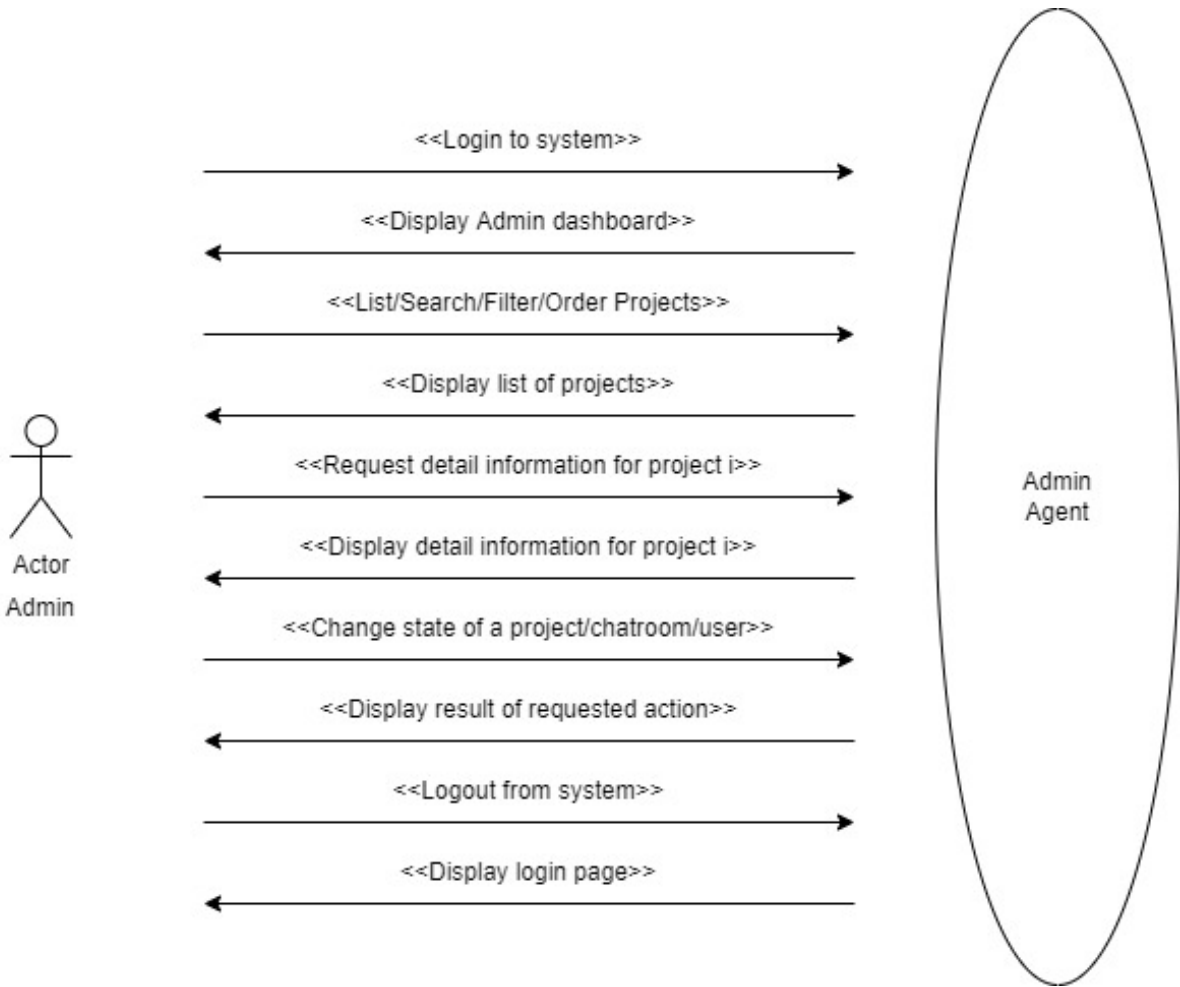 <<Login to system>>
<<Display Admin dashboard>>
<<List/Search/Filter/Order Projects>>
<<Display list of projects>>
<<Request detail information for project i>>
<<Display detail information for project i>>
<<Change state of a project/chatroom/user>>
<<Display result of requested action>>
<<Logout from system>>
<<Display login page>>
Actor
Admin
Admin
Agent